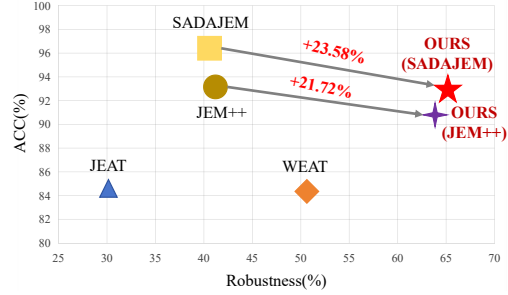 100
98
96
94
92
90
88
86
84
82
80
ACC(%)
SADAJEM
+23.58%
OURS
(SADAJEM)
+21.72%
JEM++
OURS
(JEM++)
JEAT
WEAT
25
30
35
40
45
50
55
60
65
70
Robustness(%)